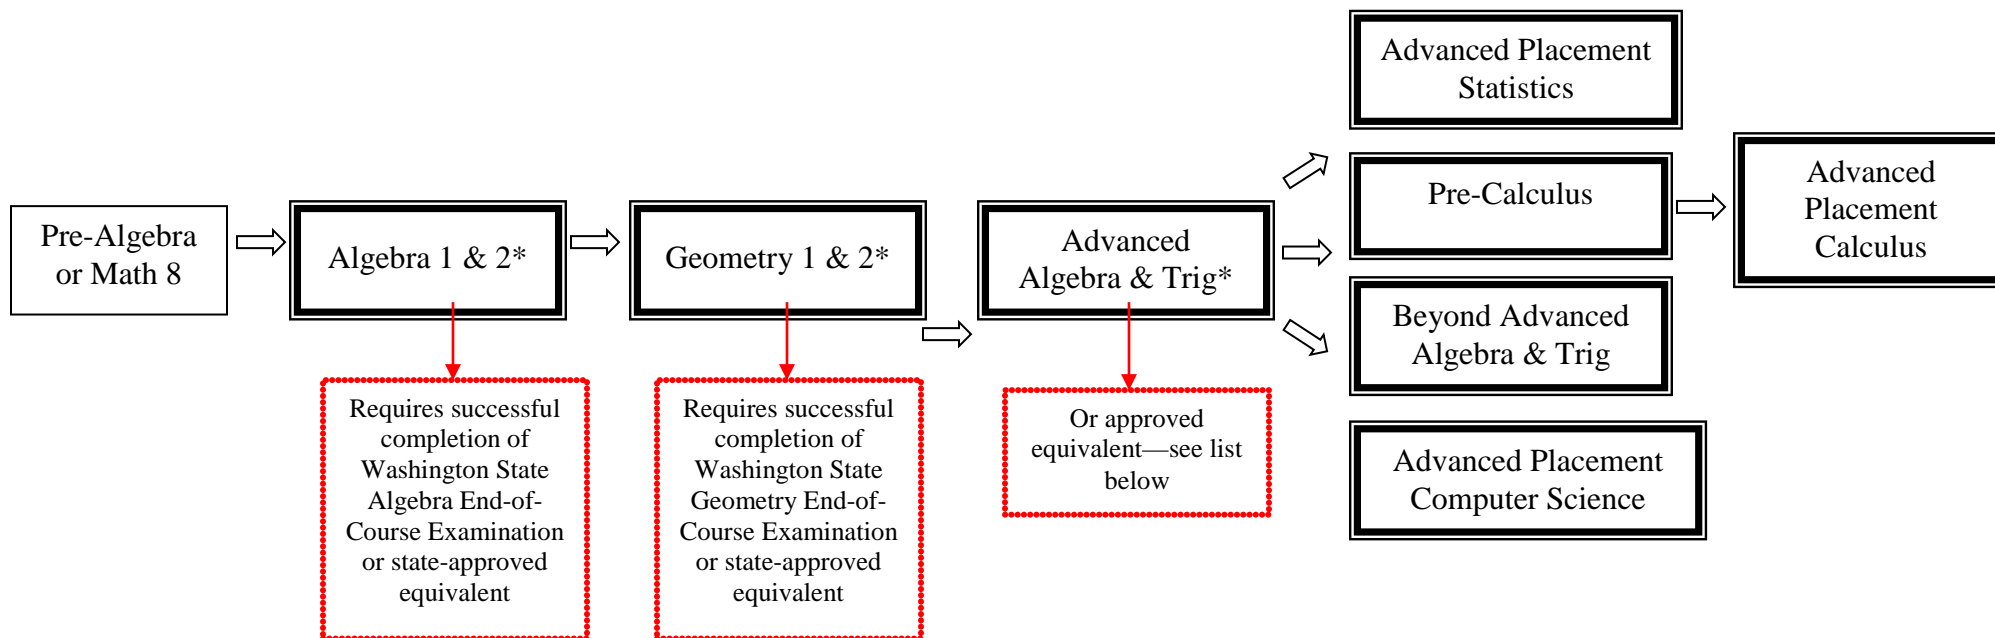 Pre-Algebra
or Math 8
Algebra 1 & 2*
Requires successful
completion of
Washington State
Algebra End-of-
Course Examination
or state-approved
equivalent
Geometry 1 & 2*
Requires successful
completion of
Washington State
Geometry End-of-
Course Examination
or state-approved
equivalent
Advanced
Algebra & Trig*
Or approved
equivalent—see list
below
Advanced Placement
Statistics
Pre-Calculus
Beyond Advanced
Algebra & Trig
Advanced Placement
Computer Science
Advanced
Placement
Calculus